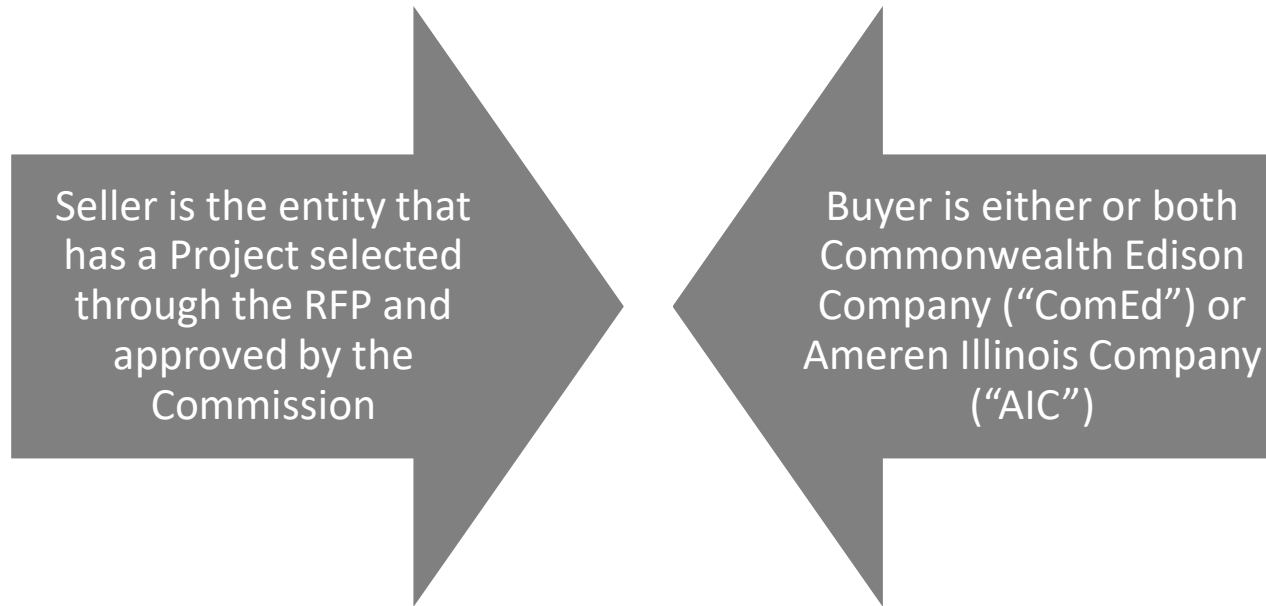 Seller is the entity that
has a Project selected
through the RFP and
approved by the
Commission
Buyer is either or both
Commonwealth Edison
Company (“ComEd”) or
Ameren Illinois Company
(“AIC”)